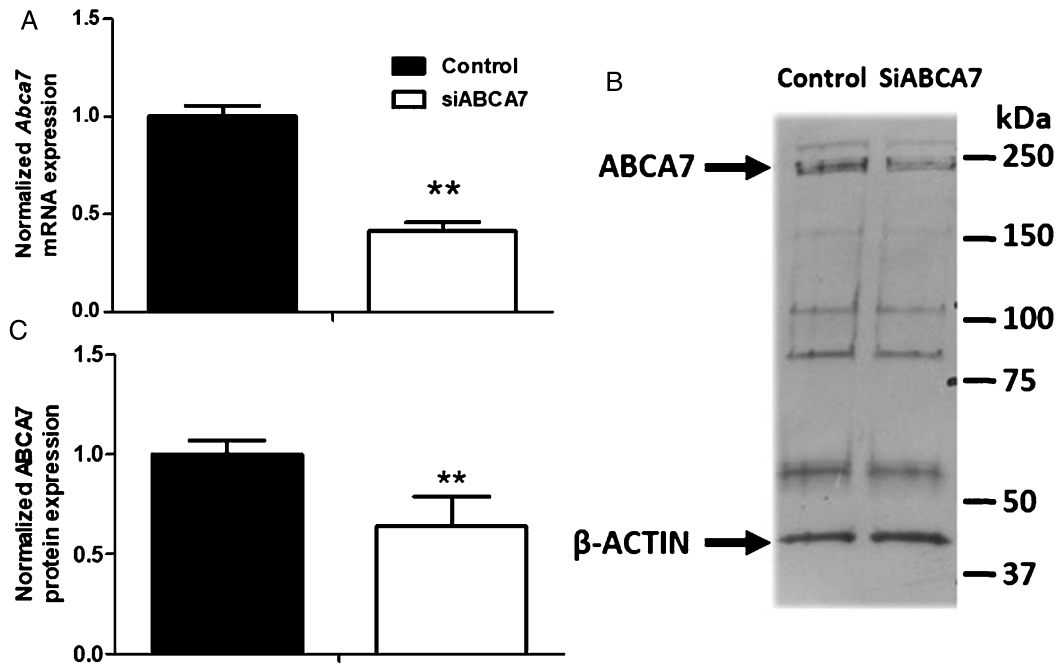 A
1.5
1.0
0.5
0.0
Normalized Abca7
mRNA expression
Control
siABCA7
**
B
Control SiABCA7
kDa
ABCA7
250
150
100
75
50
β-ACTIN
37
C
1.5
1.0
0.5
0.0
Normalized ABCA7
protein expression
**